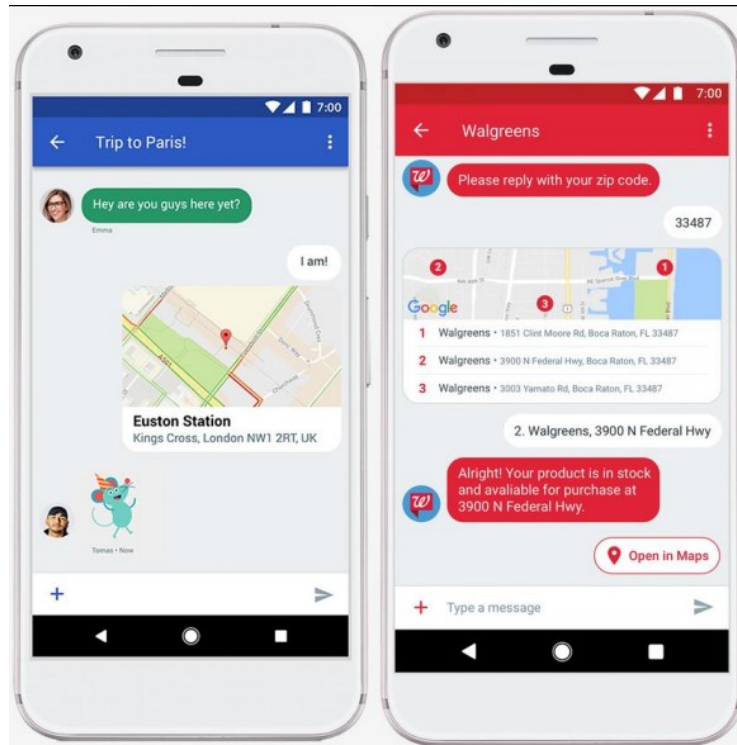 7:00
Trip to Paris!
Hey are you guys here yet?
Emma
I am!
A501
Euston Station
Kings Cross, London NW1 2RT, UK
Tomas • Now
7:00
Walgreens
Please reply with your zip code.
33487
2
1
3
Google
1 Walgreens • 1851 Clint Moore Rd, Boca Raton, FL 33487
2 Walgreens • 3900 N Federal Hwy, Boca Raton, FL 33487
3 Walgreens • 3003 Yamato Rd, Boca Raton, FL 33487
2. Walgreens, 3900 N Federal Hwy
Alright! Your product is in stock
and avaliable for purchase at
3900 N Federal Hwy.
Open in Maps
Type a message